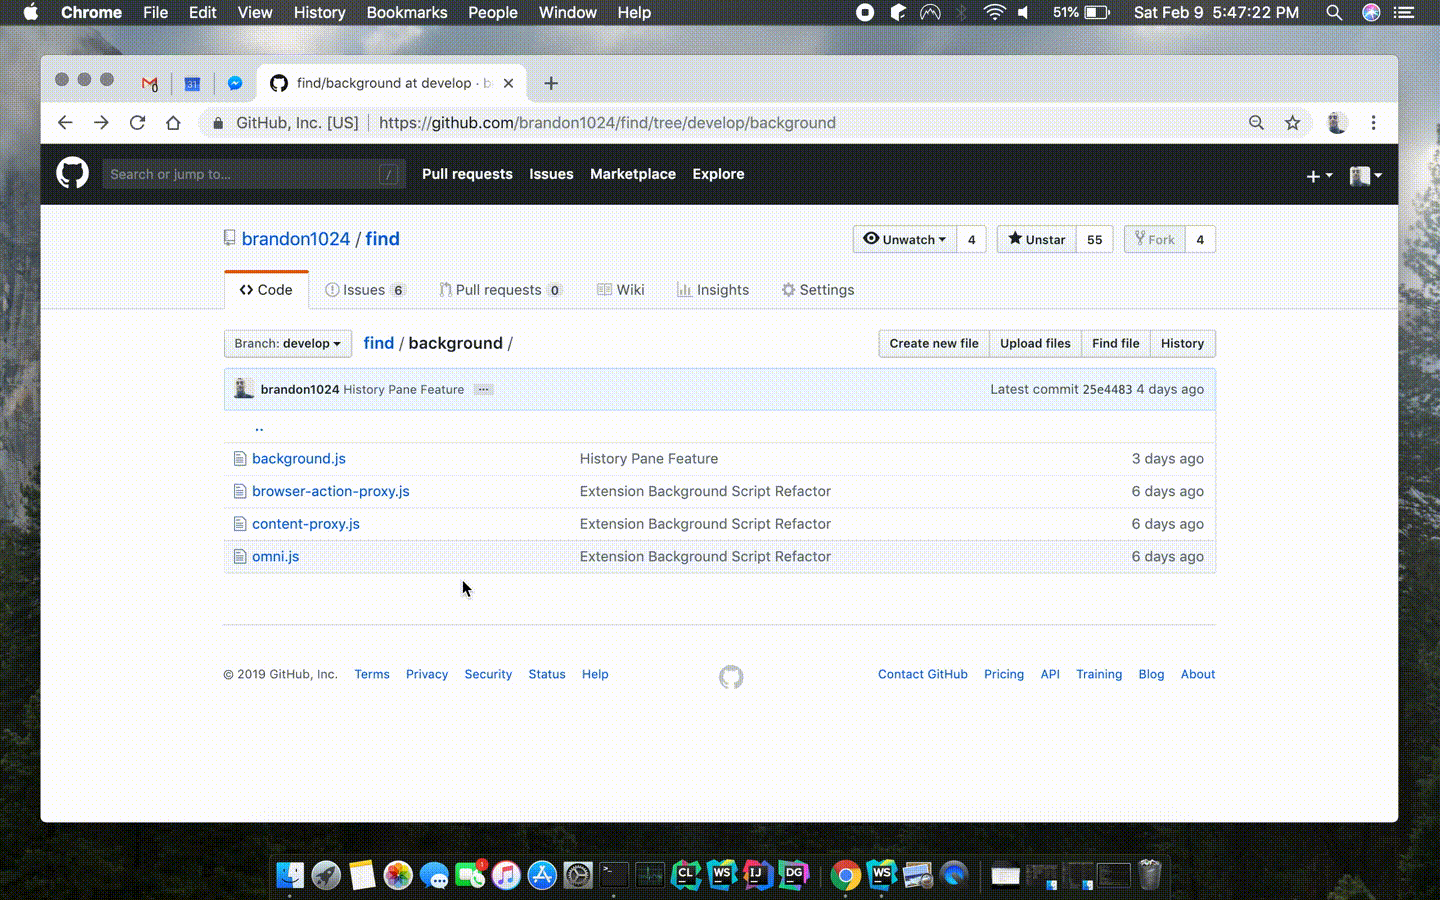 Chrome File Edit View History Bookmarks People Window Help 51% Sat Feb 9 5:47:22 PM
31 find/background at develop · b
GitHub, Inc. [US] https://github.com/brandon1024/find/tree/develop/background
Search or jump to... / Pull requests Issues Marketplace Explore
brandon1024 / find Unwatch 4 Unstar 55 Fork 4
Code Issues 6 Pull requests 0 Wiki Insights Settings
Branch: develop find / background / Create new file Upload files Find file History
brandon1024 History Pane Feature ... Latest commit 25e4483 4 days ago
..
background.js History Pane Feature 3 days ago
browser-action-proxy.js Extension Background Script Refactor 6 days ago
content-proxy.js Extension Background Script Refactor 6 days ago
omni.js Extension Background Script Refactor 6 days ago
© 2019 GitHub, Inc. Terms Privacy Security Status Help Contact GitHub Pricing API Training Blog About
1
CL WS IJ DG WS